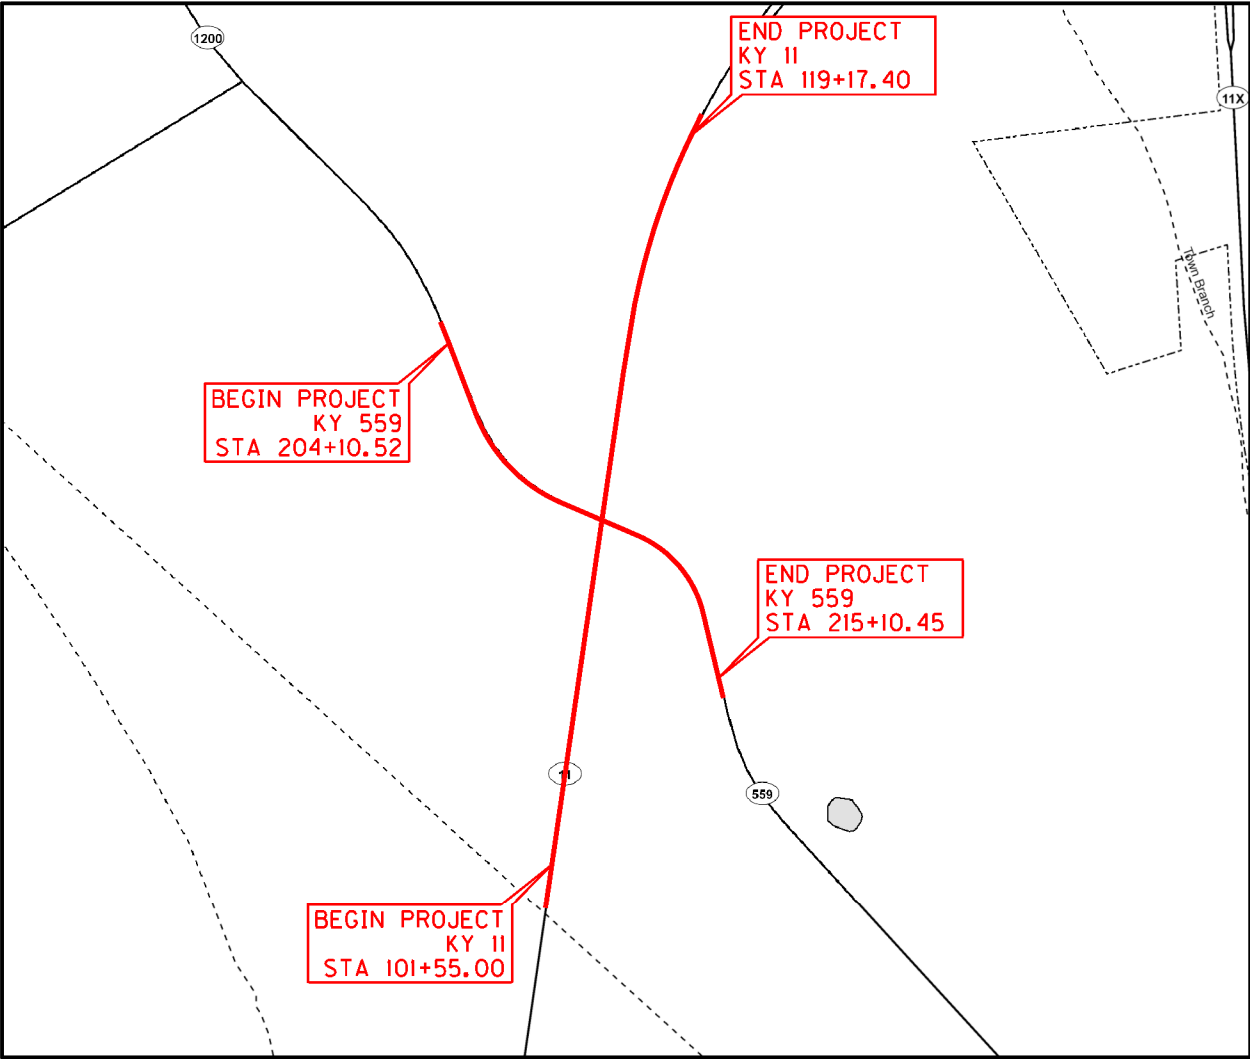 1200
END PROJECT
KY 11
STA 119+17.40
11X
Town Branch
BEGIN PROJECT
KY 559
STA 204+10.52
END PROJECT
KY 559
STA 215+10.45
11
559
BEGIN PROJECT
KY 11
STA 101+55.00